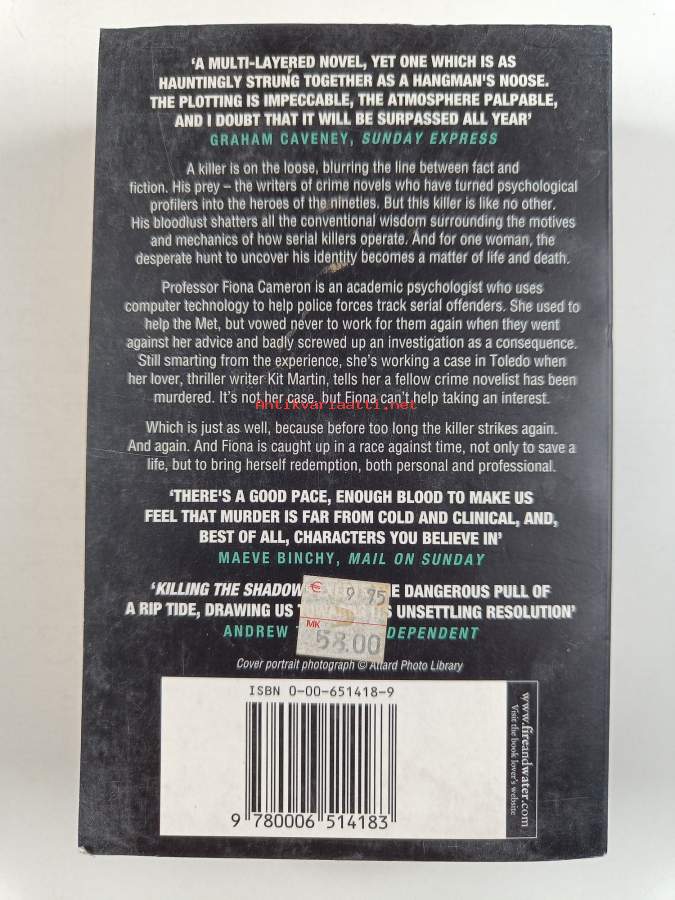 ‘A MULTI-LAYERED NOVEL, YET ONE WHICH IS AS
HAUNTINGLY STRUNG TOGETHER AS A HANGMAN'S NOOSE.
THE PLOTTING IS IMPECCABLE, THE ATMOSPHERE PALPABLE,
AND I DOUBT THAT IT WILL BE SURPASSED ALL YEAR’
GRAHAM CAVENEY, SUNDAY EXPRESS
A killer is on the loose, blurring the line between fact and
fiction. His prey – the writers of crime novels who have turned psychological
profilers into the heroes of the nineties. But this killer is like no other.
His bloodlust shatters all the conventional wisdom surrounding the motives
and mechanics of how serial killers operate. And for one woman, the
desperate hunt to uncover his identity becomes a matter of life and death.
Professor Fiona Cameron is an academic psychologist who uses
computer technology to help police forces track serial offenders. She used to
help the Met, but vowed never to work for them again when they went
against her advice and badly screwed up an investigation as a consequence.
Still smarting from the experience, she's working a case in Toledo when
her lover, thriller writer Kit Martin, tells her a fellow crime novelist has been
murdered. It's not her case, but Fiona can't help taking an interest.
Antikvariaatti.net
Which is just as well, because before too long the killer strikes again.
And again. And Fiona is caught up in a race against time, not only to save a
life, but to bring herself redemption, both personal and professional.
‘THERE'S A GOOD PACE, ENOUGH BLOOD TO MAKE US
FEEL THAT MURDER IS FAR FROM COLD AND CLINICAL, AND,
BEST OF ALL, CHARACTERS YOU BELIEVE IN’
MAEVE BINCHY, MAIL ON SUNDAY
‘KILLING THE SHADOW DANGEROUS PULL OF
A RIP TIDE, DRAWING US UNSETTLING RESOLUTION’
ANDREW DEPENDENT
€ 9.95
MK
58.00
Cover portrait photograph © Attard Photo Library
ISBN 0-00-651418-9
9 780006 514183
www.fireandwater.com
Visit the book lover's website